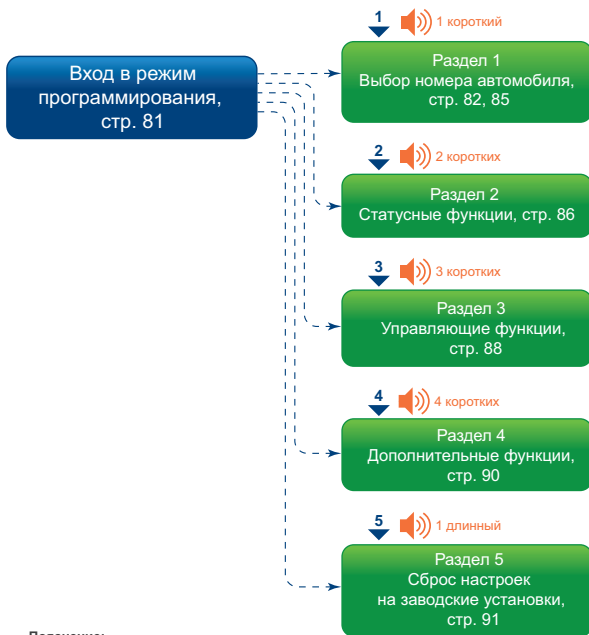 1
1 короткий
Вход в режим
программирования,
стр. 81
Раздел 1
Выбор номера автомобиля,
стр. 82, 85
2
2 коротких
Раздел 2
Статусные функции, стр. 86
3
3 коротких
Раздел 3
Управляющие функции,
стр. 88
4
4 коротких
Раздел 4
Дополнительные функции,
стр. 90
5
1 длинный
Раздел 5
Сброс настроек
на заводские установки,
стр. 91